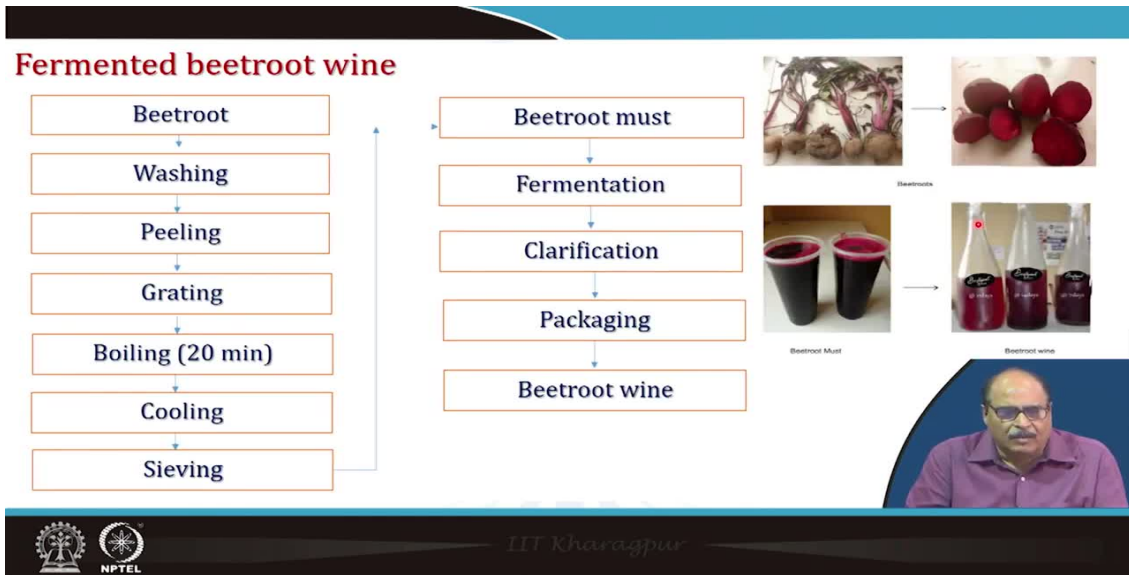 Fermented beetroot wine
Beetroot
Washing
Peeling
Grating
Boiling (20 min)
Cooling
Sieving
Beetroot must
Fermentation
Clarification
Packaging
Beetroot wine
Beetroots
Beetroot Must
Beetroot wine
IIT Kharagpur
NPTEL